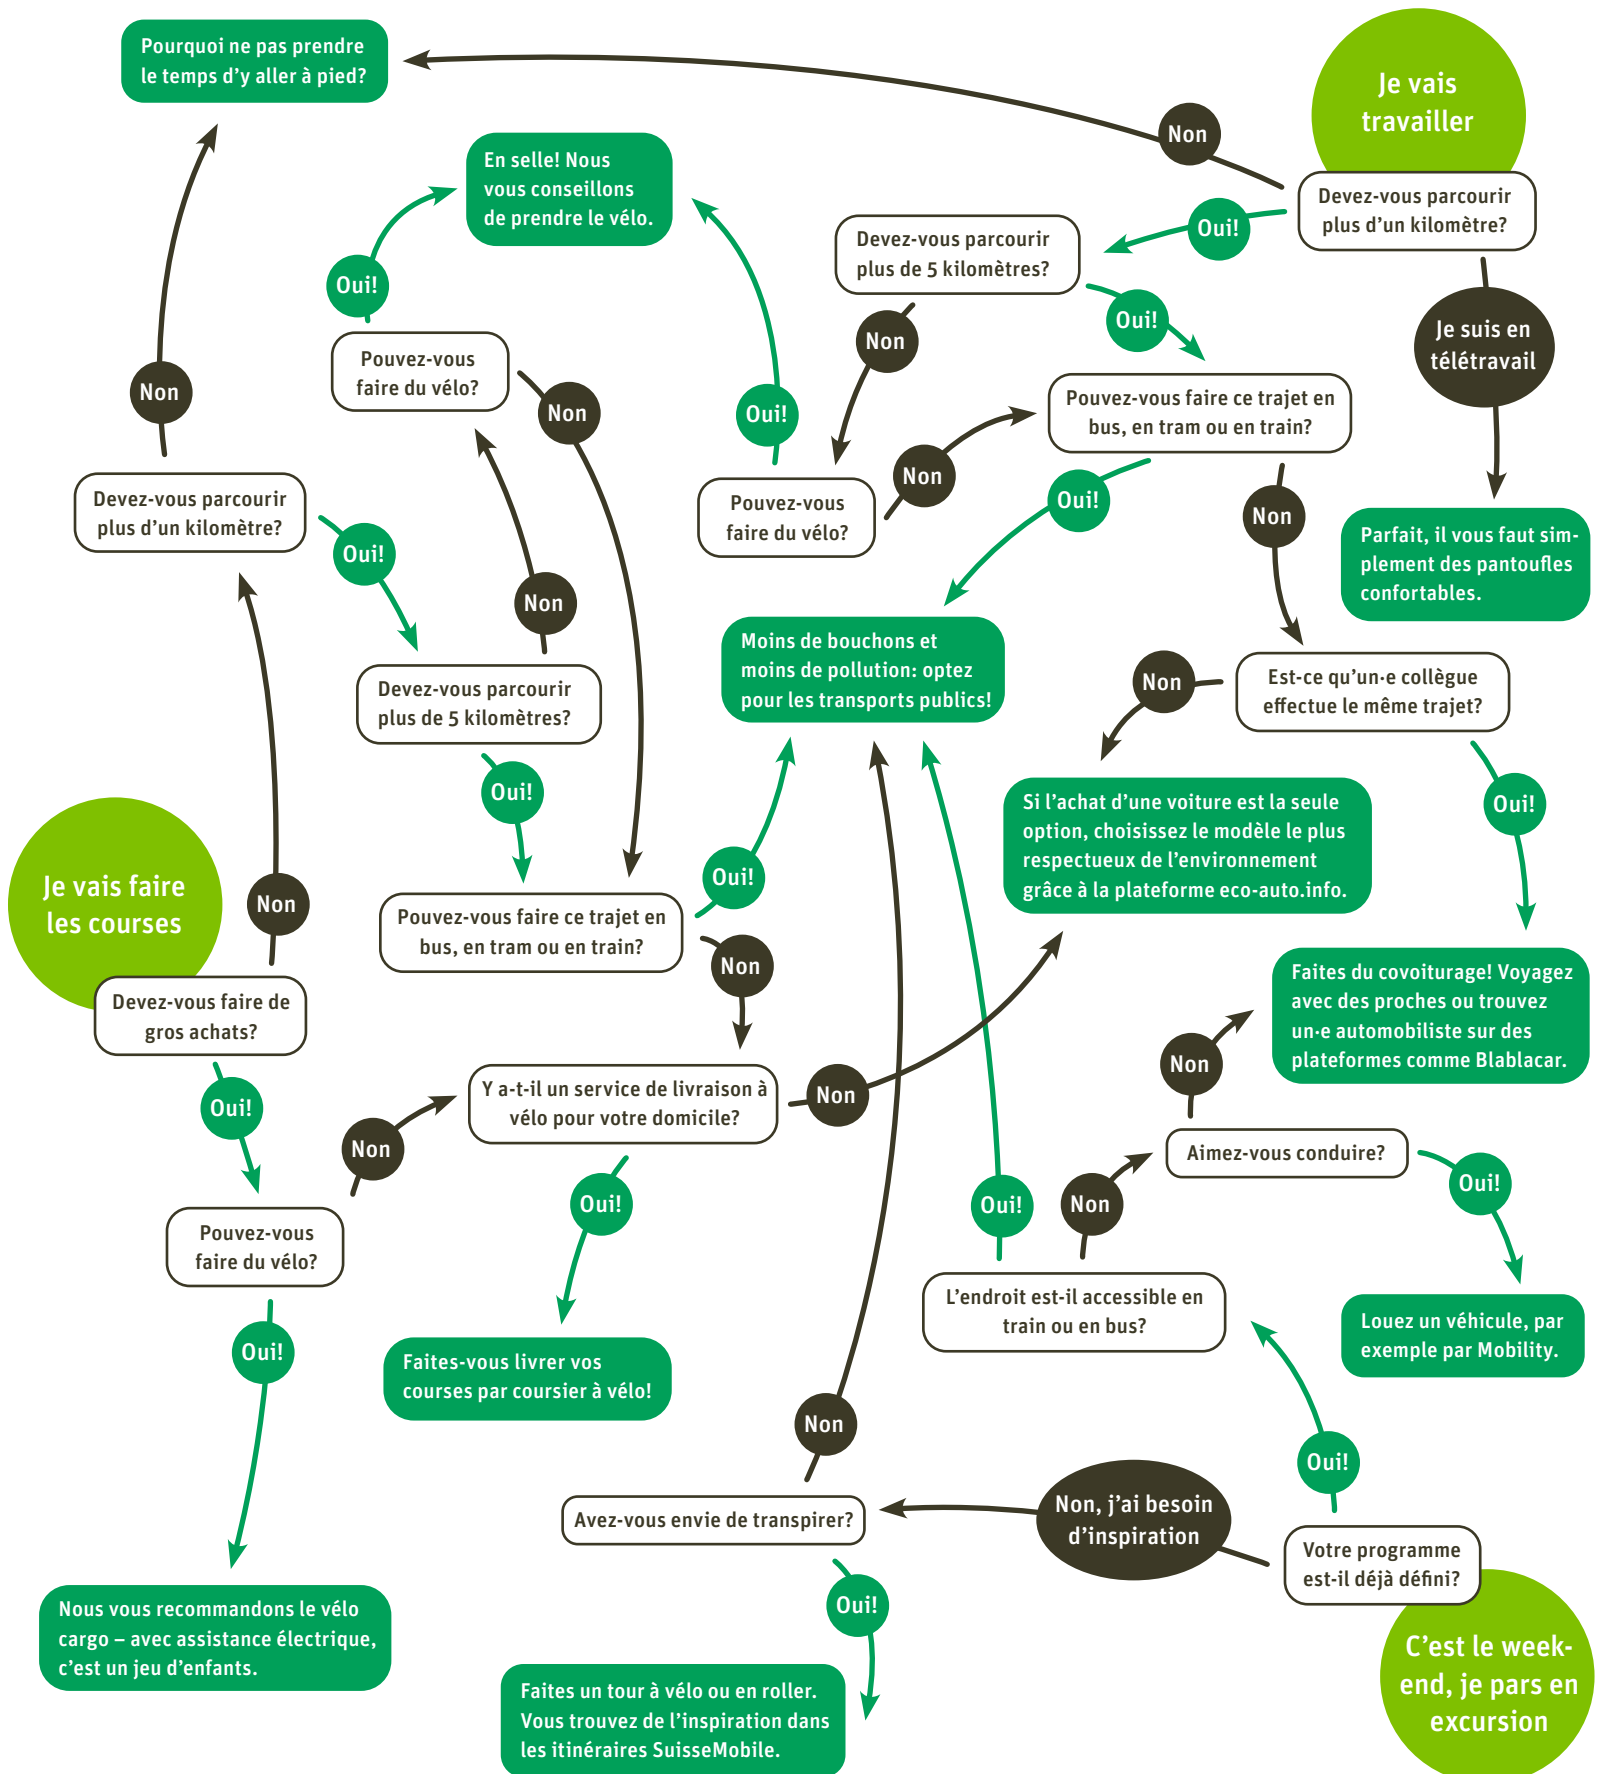 Pourquoi ne pas prendre
le temps d'y aller à pied?
Je vais
travailler
Non
En selle! Nous
vous conseillons
de prendre le vélo.
Devez-vous parcourir
plus d’un kilomètre?
Oui!
Devez-vous parcourir
plus de 5 kilomètres?
Oui!
Oui!
Non
Je suis en
télétravail
Pouvez-vous
faire du vélo?
Non
Non
Oui!
Pouvez-vous faire ce trajet en
bus, en tram ou en train?
Non
Devez-vous parcourir
plus d’un kilomètre?
Pouvez-vous
faire du vélo?
Oui!
Non
Oui!
Parfait, il vous faut sim-
plement des pantoufles
confortables.
Non
Moins de bouchons et
moins de pollution: optez
pour les transports publics!
Devez-vous parcourir
plus de 5 kilomètres?
Non
Est-ce qu’un·e collègue
effectue le même trajet?
Oui!
Si l’achat d’une voiture est la seule
option, choisissez le modèle le plus
respectueux de l’environnement
grâce à la plateforme eco-auto.info.
Oui!
Je vais faire
les courses
Non
Oui!
Pouvez-vous faire ce trajet en
bus, en tram ou en train?
Non
Devez-vous faire de
gros achats?
Faites du covoiturage! Voyagez
avec des proches ou trouvez
un·e automobiliste sur des
plateformes comme Blablacar.
Non
Oui!
Y a-t-il un service de livraison à
vélo pour votre domicile?
Non
Non
Aimez-vous conduire?
Oui!
Oui!
Oui!
Non
Pouvez-vous
faire du vélo?
L’endroit est-il accessible en
train ou en bus?
Oui!
Faites-vous livrer vos
courses par coursier à vélo!
Louez un véhicule, par
exemple par Mobility.
Non
Oui!
Avez-vous envie de transpirer?
Non, j’ai besoin
d’inspiration
Votre programme
est-il déjà défini?
Oui!
Nous vous recommandons le vélo
cargo – avec assistance électrique,
c’est un jeu d’enfants.
C’est le week-
end, je pars en
excursion
Faites un tour à vélo ou en roller.
Vous trouvez de l’inspiration dans
les itinéraires SuisseMobile.